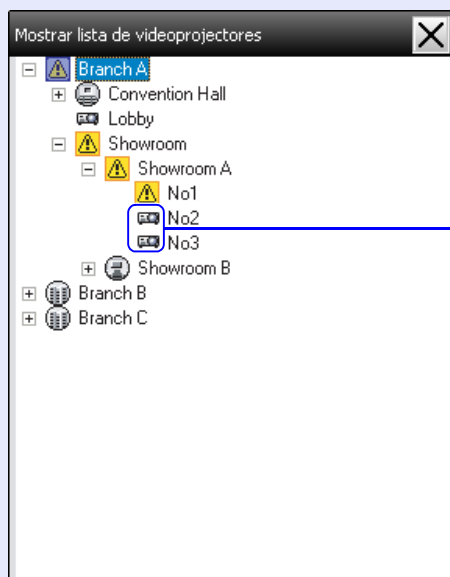 Mostrar lista de videoprojectores
Branch A
Convention Hall
Lobby
Showroom
Showroom A
No1
No2
No3
Showroom B
Branch B
Branch C